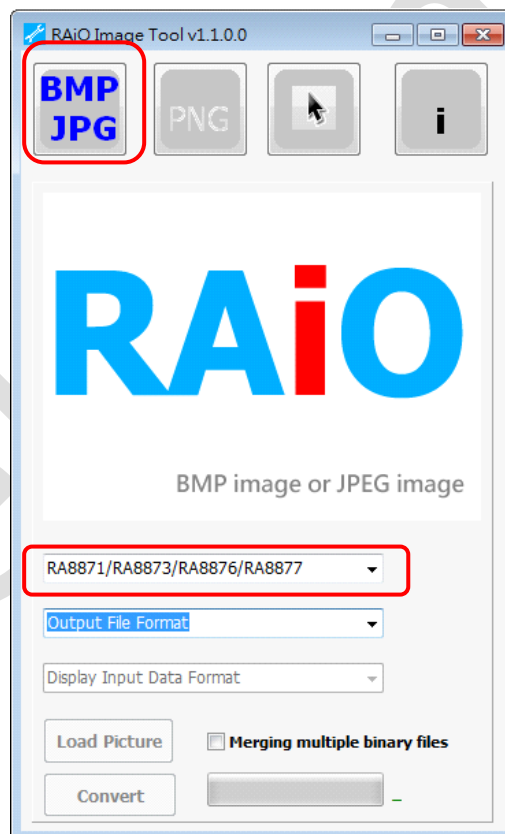 RAiO Image Tool v1.1.0.0
BMP
JPG
PNG
i
RAiO
BMP image or JPEG image
RA8871/RA8873/RA8876/RA8877
Output File Format
Display Input Data Format
Load Picture
Merging multiple binary files
Convert